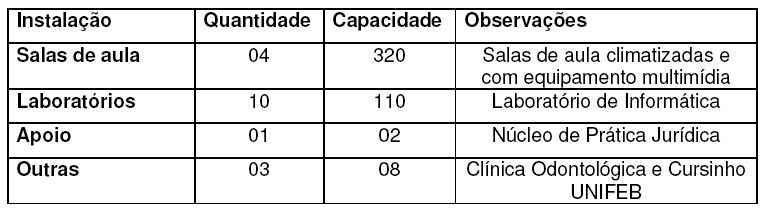 Instalação Quantidade Capacidade Observações
Salas de aula 04 320 Salas de aula climatizadas e
com equipamento multimídia
Laboratórios 10 110 Laboratório de Informática
Apoio 01 02 Núcleo de Prática Jurídica
Outras 03 08 Clínica Odontológica e Cursinho
UNIFEB